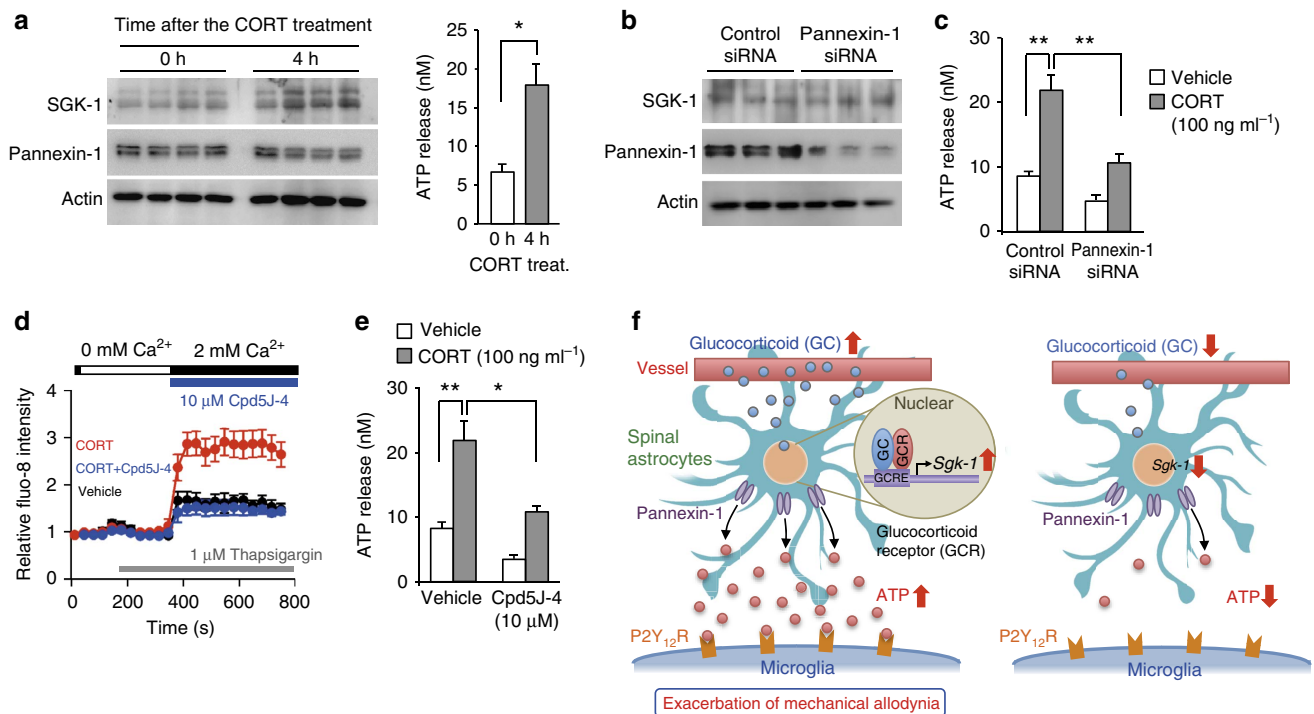 a
Time after the CORT treatment
0 h 4 h
SGK-1
Pannexin-1
Actin
ATP release (nM)
25
20
15
10
5
0
*
0 h 4 h
CORT treat.
b
Control siRNA
Pannexin-1 siRNA
SGK-1
Pannexin-1
Actin
c
ATP release (nM)
30
20
10
0
** **
Vehicle
CORT
(100 ng ml⁻¹)
Control siRNA
Pannexin-1 siRNA
d
0 mM Ca²⁺ 2 mM Ca²⁺
10 μM Cpd5J-4
Relative fluo-8 intensity
4
3
2
1
0
CORT
CORT+Cpd5J-4
Vehicle
1 μM Thapsigargin
0 200 400 600 800
Time (s)
e
Vehicle
CORT (100 ng ml⁻¹)
ATP release (nM)
30
20
10
0
** *
Vehicle
Cpd5J-4
(10 μM)
f
Glucocorticoid (GC)
Vessel
Spinal
astrocytes
Nuclear
GC
GCR
GCRE
Sgk-1
Pannexin-1
Glucocorticoid
receptor (GCR)
ATP
P2Y₁₂R
Microglia
Exacerbation of mechanical allodynia
Glucocorticoid (GC)
Sgk-1
Pannexin-1
ATP
P2Y₁₂R
Microglia